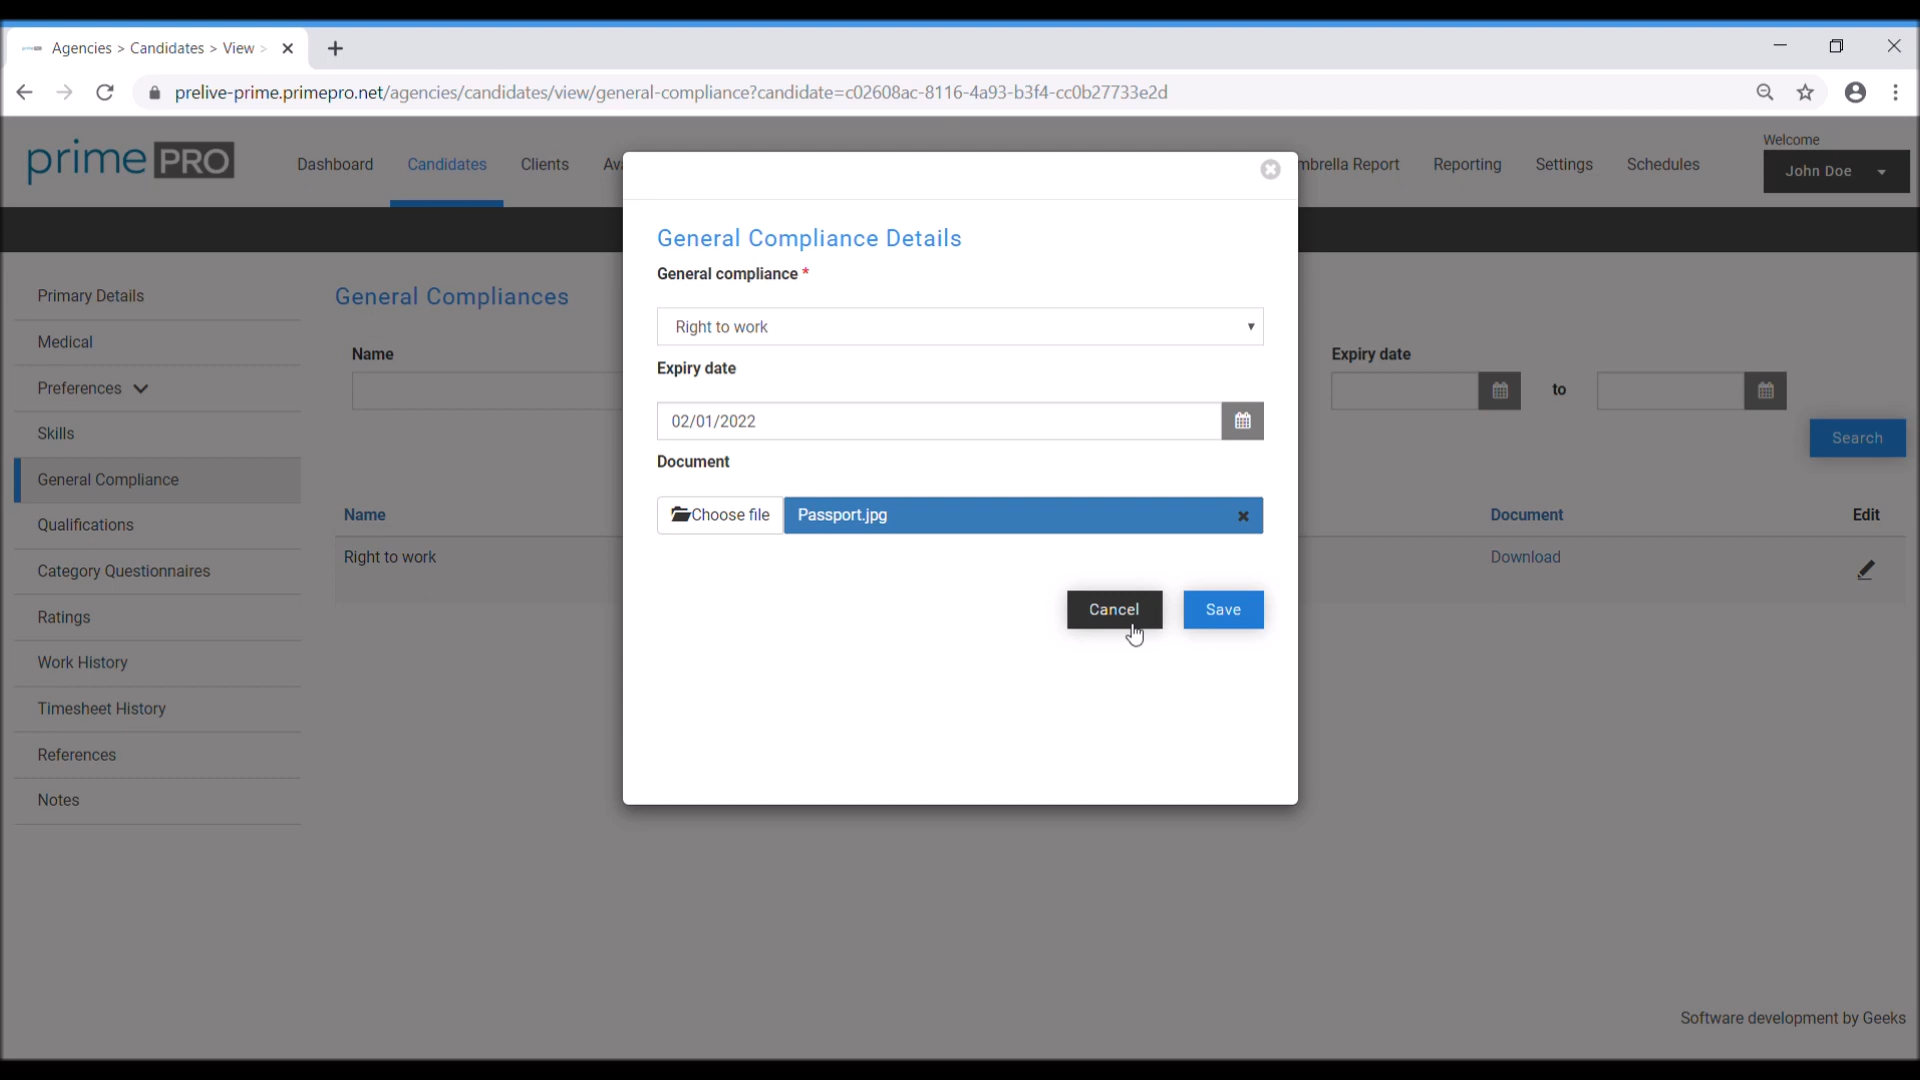 Agencies > Candidates > View >
prelive-prime.primepro.net/agencies/candidates/view/general-compliance?candidate=c02608ac-8116-4a93-b3f4-cc0b27733e2d
Welcome
prime PRO
Dashboard Candidates Clients Av mbrella Report Reporting Settings Schedules
John Doe
General Compliance Details
General compliance *
Right to work
Expiry date
02/01/2022
Document
Choose file Passport.jpg
Cancel Save
Primary Details
Medical
Preferences
Skills
General Compliance
Qualifications
Category Questionnaires
Ratings
Work History
Timesheet History
References
Notes
General Compliances
Name Expiry date
to
Search
Name Document Edit
Right to work Download
Software development by Geeks